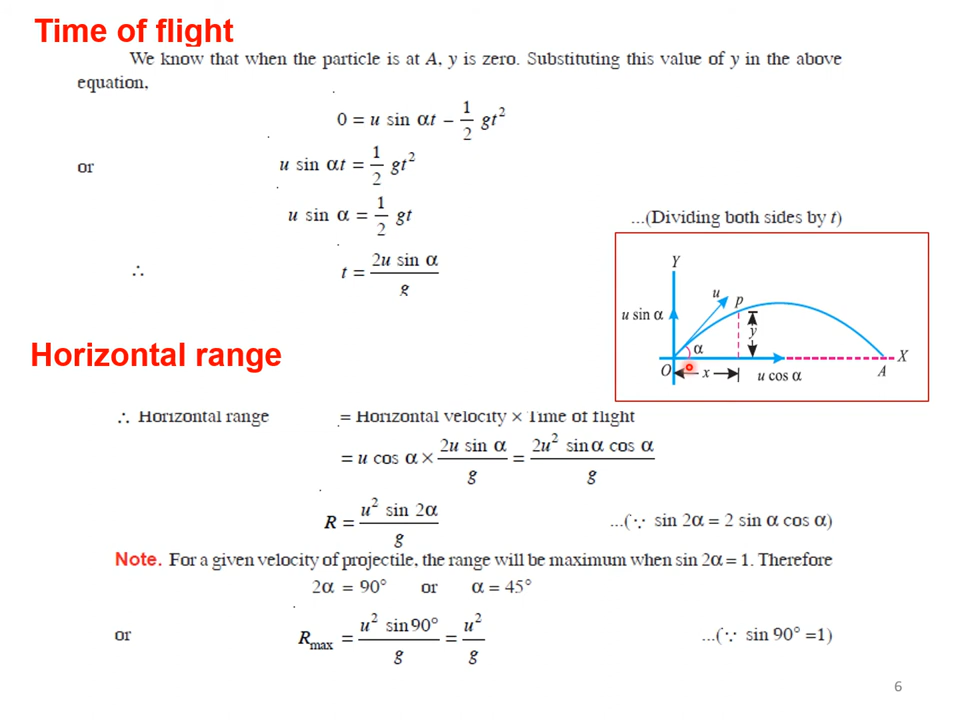 Time of flight
We know that when the particle is at A, y is zero. Substituting this value of y in the above
equation,
0 = u sin αt − 1/2 gt²
or u sin αt = 1/2 gt²
u sin α = 1/2 gt ...(Dividing both sides by t)
∴ t = 2u sin α / g
Y
u
p
u sin α
y
α
X
O
x
u cos α
A
Horizontal range
∴ Horizontal range = Horizontal velocity × Time of flight
= u cos α × 2u sin α / g = 2u² sin α cos α / g
R = u² sin 2α / g ...(∵ sin 2α = 2 sin α cos α)
Note. For a given velocity of projectile, the range will be maximum when sin 2α = 1. Therefore
2α = 90° or α = 45°
or Rmax = u² sin 90° / g = u² / g ...(∵ sin 90° =1)
6